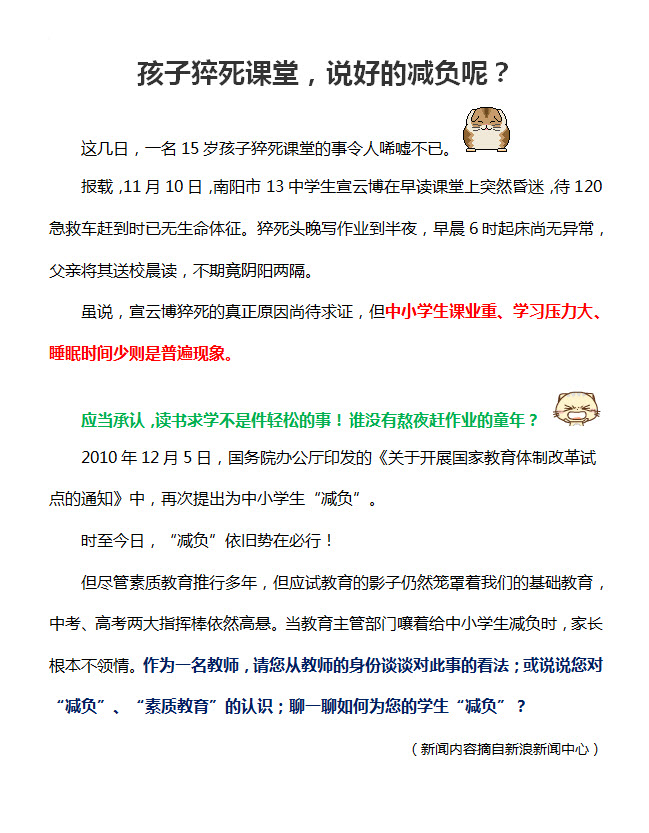 孩子猝死课堂，说好的减负呢？
这几日，一名 15 岁孩子猝死课堂的事令人唏嘘不已。
报载，11 月 10 日，南阳市 13 中学生宣云博在早读课堂上突然昏迷，待 120
急救车赶到时已无生命体征。猝死头晚写作业到半夜，早晨 6 时起床尚无异常，
父亲将其送校晨读，不期竟阴阳两隔。
虽说，宣云博猝死的真正原因尚待求证，但中小学生课业重、学习压力大、
睡眠时间少则是普遍现象。
应当承认，读书求学不是件轻松的事！谁没有熬夜赶作业的童年？
2010 年 12 月 5 日，国务院办公厅印发的《关于开展国家教育体制改革试
点的通知》中，再次提出为中小学生“减负”。
时至今日，“减负”依旧势在必行！
但尽管素质教育推行多年，但应试教育的影子仍然笼罩着我们的基础教育，
中考、高考两大指挥棒依然高悬。当教育主管部门嚷着给中小学生减负时，家长
根本不领情。作为一名教师，请您从教师的身份谈谈对此事的看法；或说说您对
“减负”、“素质教育”的认识；聊一聊如何为您的学生“减负”？
（新闻内容摘自新浪新闻中心）